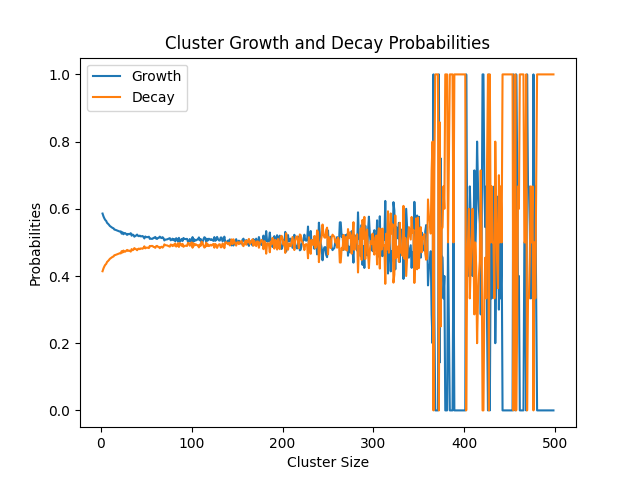 Cluster Growth and Decay Probabilities
Growth
Decay
1.0
0.8
0.6
0.4
0.2
0.0
Probabilities
0 100 200 300 400 500
Cluster Size